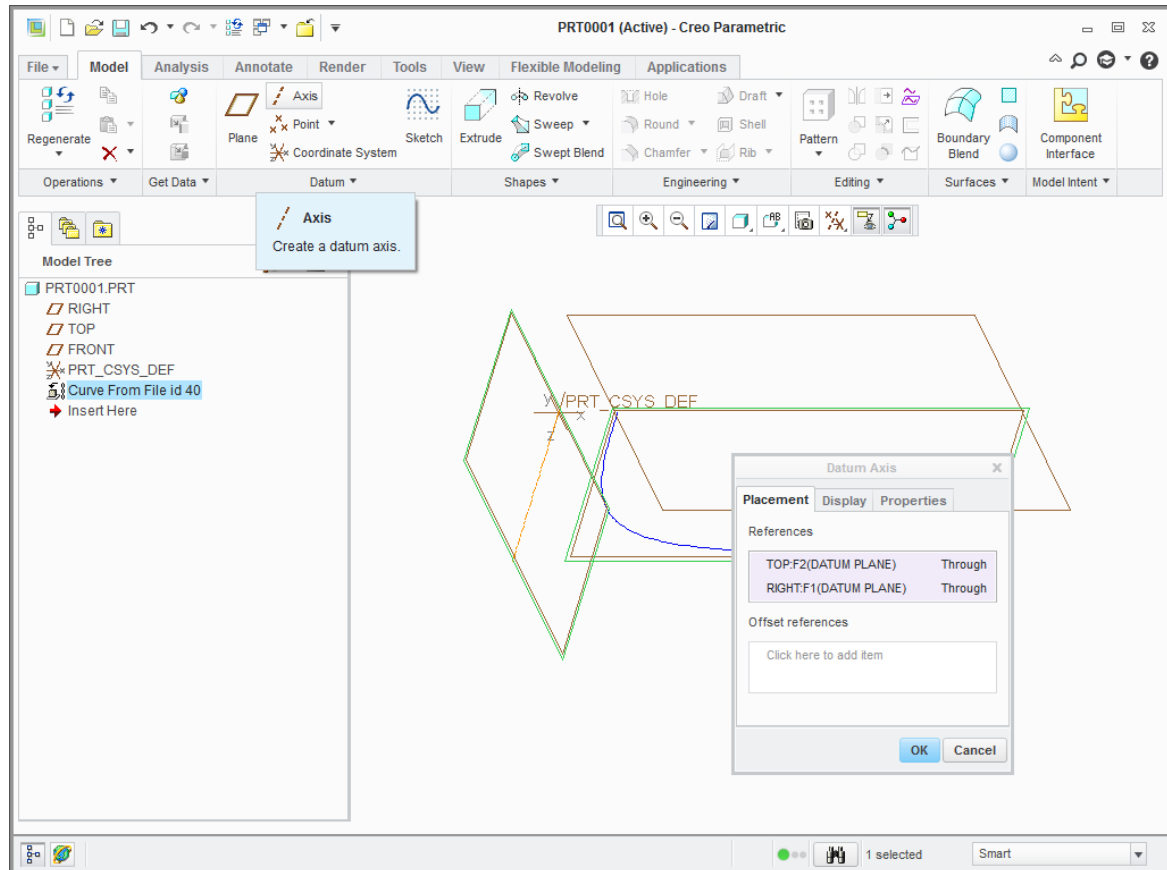 PRT0001 (Active) - Creo Parametric
File Model Analysis Annotate Render Tools View Flexible Modeling Applications
Axis Revolve Hole Draft
Point Sweep Round Shell
Regenerate Plane Coordinate System Sketch Extrude Swept Blend Chamfer Rib Pattern Boundary Blend Component Interface
Operations Get Data Datum Shapes Engineering Editing Surfaces Model Intent
Axis
Create a datum axis.
Model Tree
PRT0001.PRT
RIGHT
TOP
FRONT
PRT_CSYS_DEF
Curve From File id 40
Insert Here
Y PRT_CSYS_DEF
X
Z
Datum Axis
Placement Display Properties
References
TOP:F2(DATUM PLANE) Through
RIGHT:F1(DATUM PLANE) Through
Offset references
Click here to add item
OK Cancel
1 selected Smart